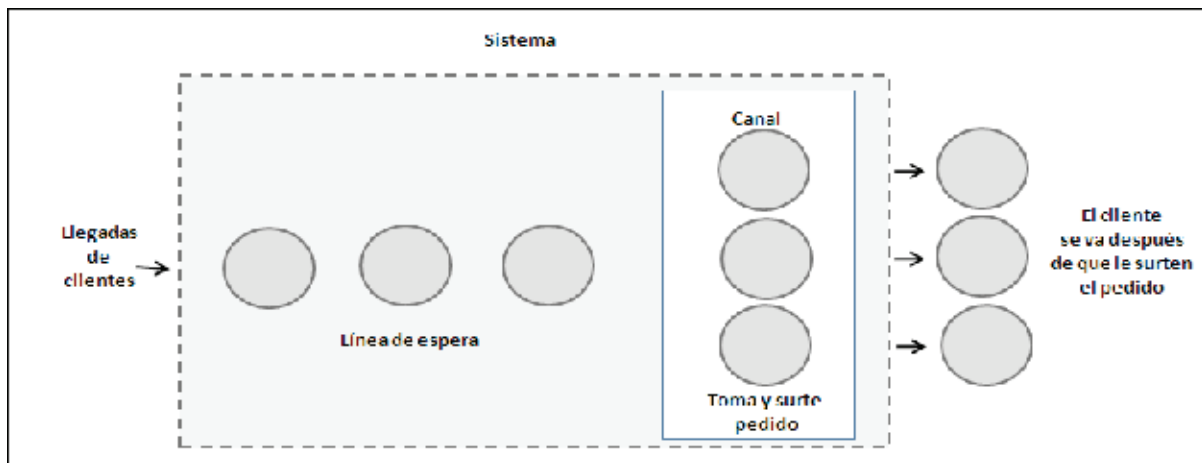 Sistema
Canal
Llegadas
de
clientes
Línea de espera
Toma y surte
pedido
El cliente
se va después
de que le surten
el pedido